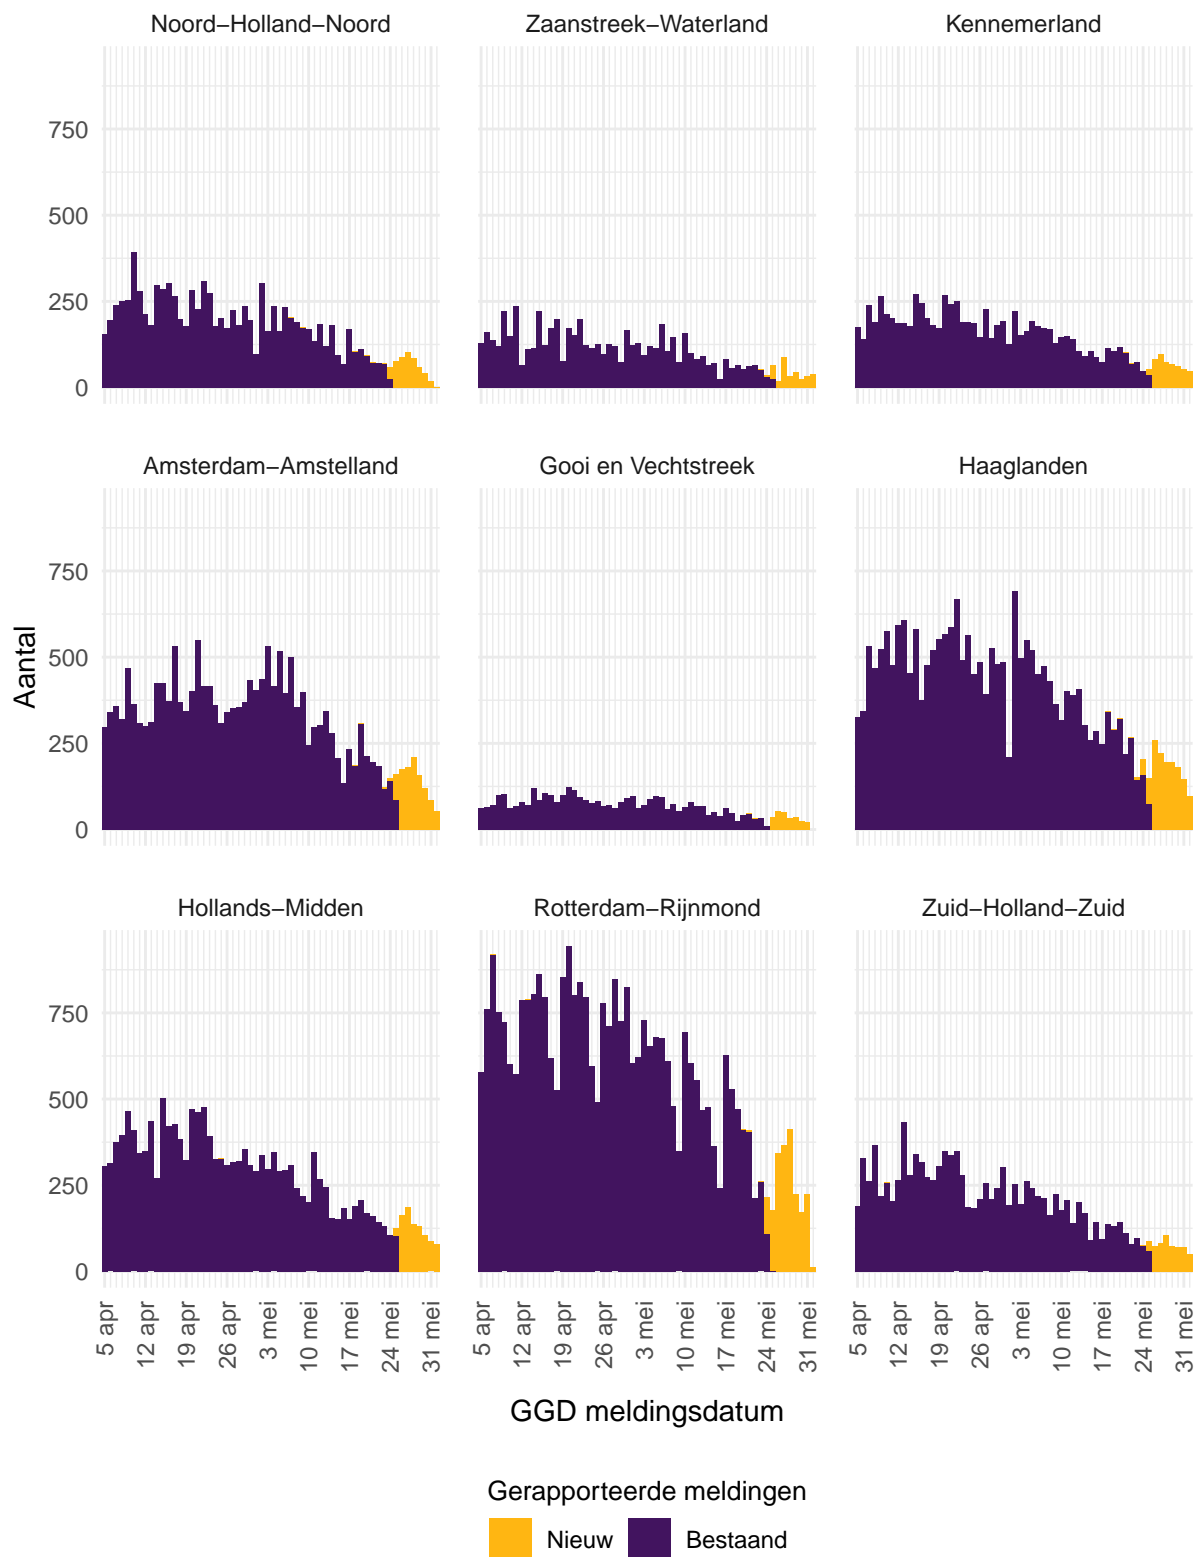 Noord−Holland−Noord
Zaanstreek−Waterland
Kennemerland
750
500
250
0
Amsterdam−Amstelland
Gooi en Vechtstreek
Haaglanden
750
500
250
0
Aantal
Hollands−Midden
Rotterdam−Rijnmond
Zuid−Holland−Zuid
750
500
250
0
5 apr
12 apr
19 apr
26 apr
3 mei
10 mei
17 mei
24 mei
31 mei
5 apr
12 apr
19 apr
26 apr
3 mei
10 mei
17 mei
24 mei
31 mei
5 apr
12 apr
19 apr
26 apr
3 mei
10 mei
17 mei
24 mei
31 mei
GGD meldingsdatum
Gerapporteerde meldingen
Nieuw
Bestaand